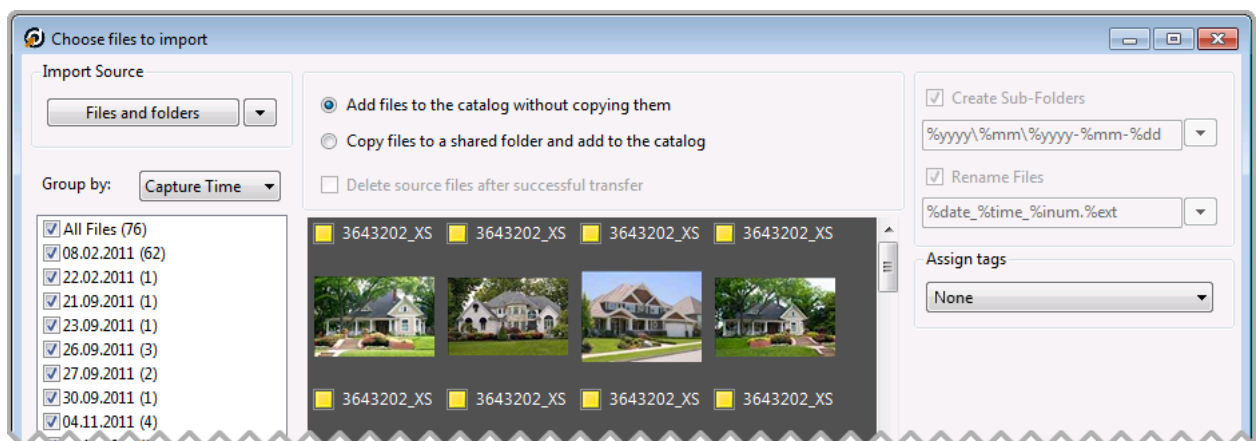 Choose files to import
Import Source
Files and folders
Group by: Capture Time
All Files (76)
08.02.2011 (62)
22.02.2011 (1)
21.09.2011 (1)
23.09.2011 (1)
26.09.2011 (3)
27.09.2011 (2)
30.09.2011 (1)
04.11.2011 (4)
Add files to the catalog without copying them
Copy files to a shared folder and add to the catalog
Delete source files after successful transfer
3643202_XS 3643202_XS 3643202_XS 3643202_XS
3643202_XS 3643202_XS 3643202_XS 3643202_XS
Create Sub-Folders
%yyyy\%mm\%yyyy-%mm-%dd
Rename Files
%date_%time_%inum.%ext
Assign tags
None